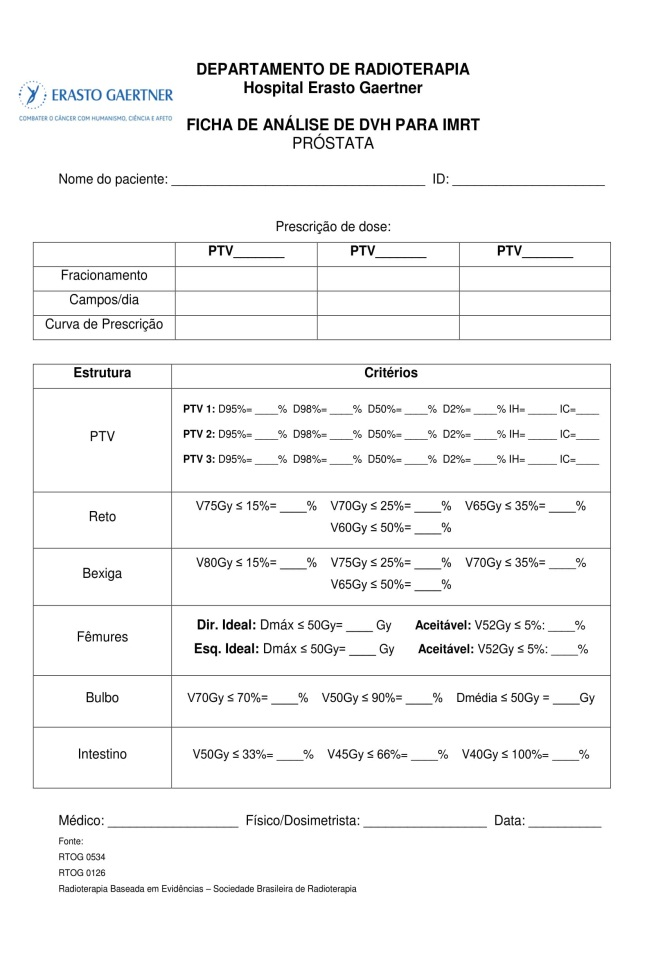 DEPARTAMENTO DE RADIOTERAPIA
Hospital Erasto Gaertner
ERASTO GAERTNER
COMBATER O CÂNCER COM HUMANISMO, CIÊNCIA E AFETO
FICHA DE ANÁLISE DE DVH PARA IMRT
PRÓSTATA
Nome do paciente: ___________________________________ ID: _____________________
Prescrição de dose:
PTV_______ PTV_______ PTV_______
Fracionamento
Campos/dia
Curva de Prescrição
Estrutura Critérios
PTV
PTV 1: D95%= ____% D98%= ____% D50%= ____% D2%= ____% IH= _____ IC=____
PTV 2: D95%= ____% D98%= ____% D50%= ____% D2%= ____% IH= _____ IC=____
PTV 3: D95%= ____% D98%= ____% D50%= ____% D2%= ____% IH= _____ IC=____
Reto
V75Gy ≤ 15%= ____% V70Gy ≤ 25%= ____% V65Gy ≤ 35%= ____%
V60Gy ≤ 50%= ____%
Bexiga
V80Gy ≤ 15%= ____% V75Gy ≤ 25%= ____% V70Gy ≤ 35%= ____%
V65Gy ≤ 50%= ____%
Fêmures
Dir. Ideal: Dmáx ≤ 50Gy= ____ Gy Aceitável: V52Gy ≤ 5%: ____%
Esq. Ideal: Dmáx ≤ 50Gy= ____ Gy Aceitável: V52Gy ≤ 5%: ____%
Bulbo V70Gy ≤ 70%= ____% V50Gy ≤ 90%= ____% Dmédia ≤ 50Gy = ____Gy
Intestino V50Gy ≤ 33%= ____% V45Gy ≤ 66%= ____% V40Gy ≤ 100%= ____%
Médico: __________________ Físico/Dosimetrista: _________________ Data: __________
Fonte:
RTOG 0534
RTOG 0126
Radioterapia Baseada em Evidências – Sociedade Brasileira de Radioterapia